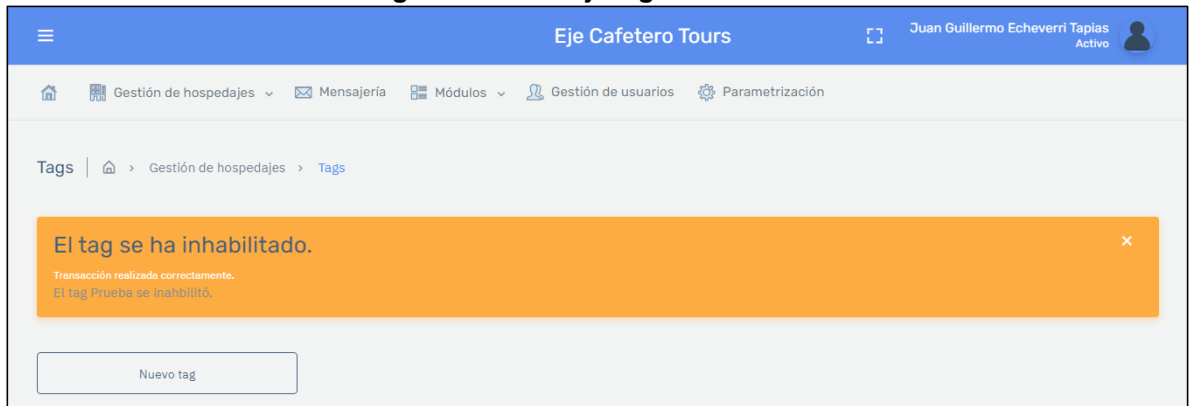 Eje Cafetero Tours
Juan Guillermo Echeverri Tapias
Activo
Gestión de hospedajes
Mensajería
Módulos
Gestión de usuarios
Parametrización
Tags
Gestión de hospedajes
Tags
El tag se ha inhabilitado.
Transacción realizada correctamente.
El tag Prueba se inahbilitó.
Nuevo tag